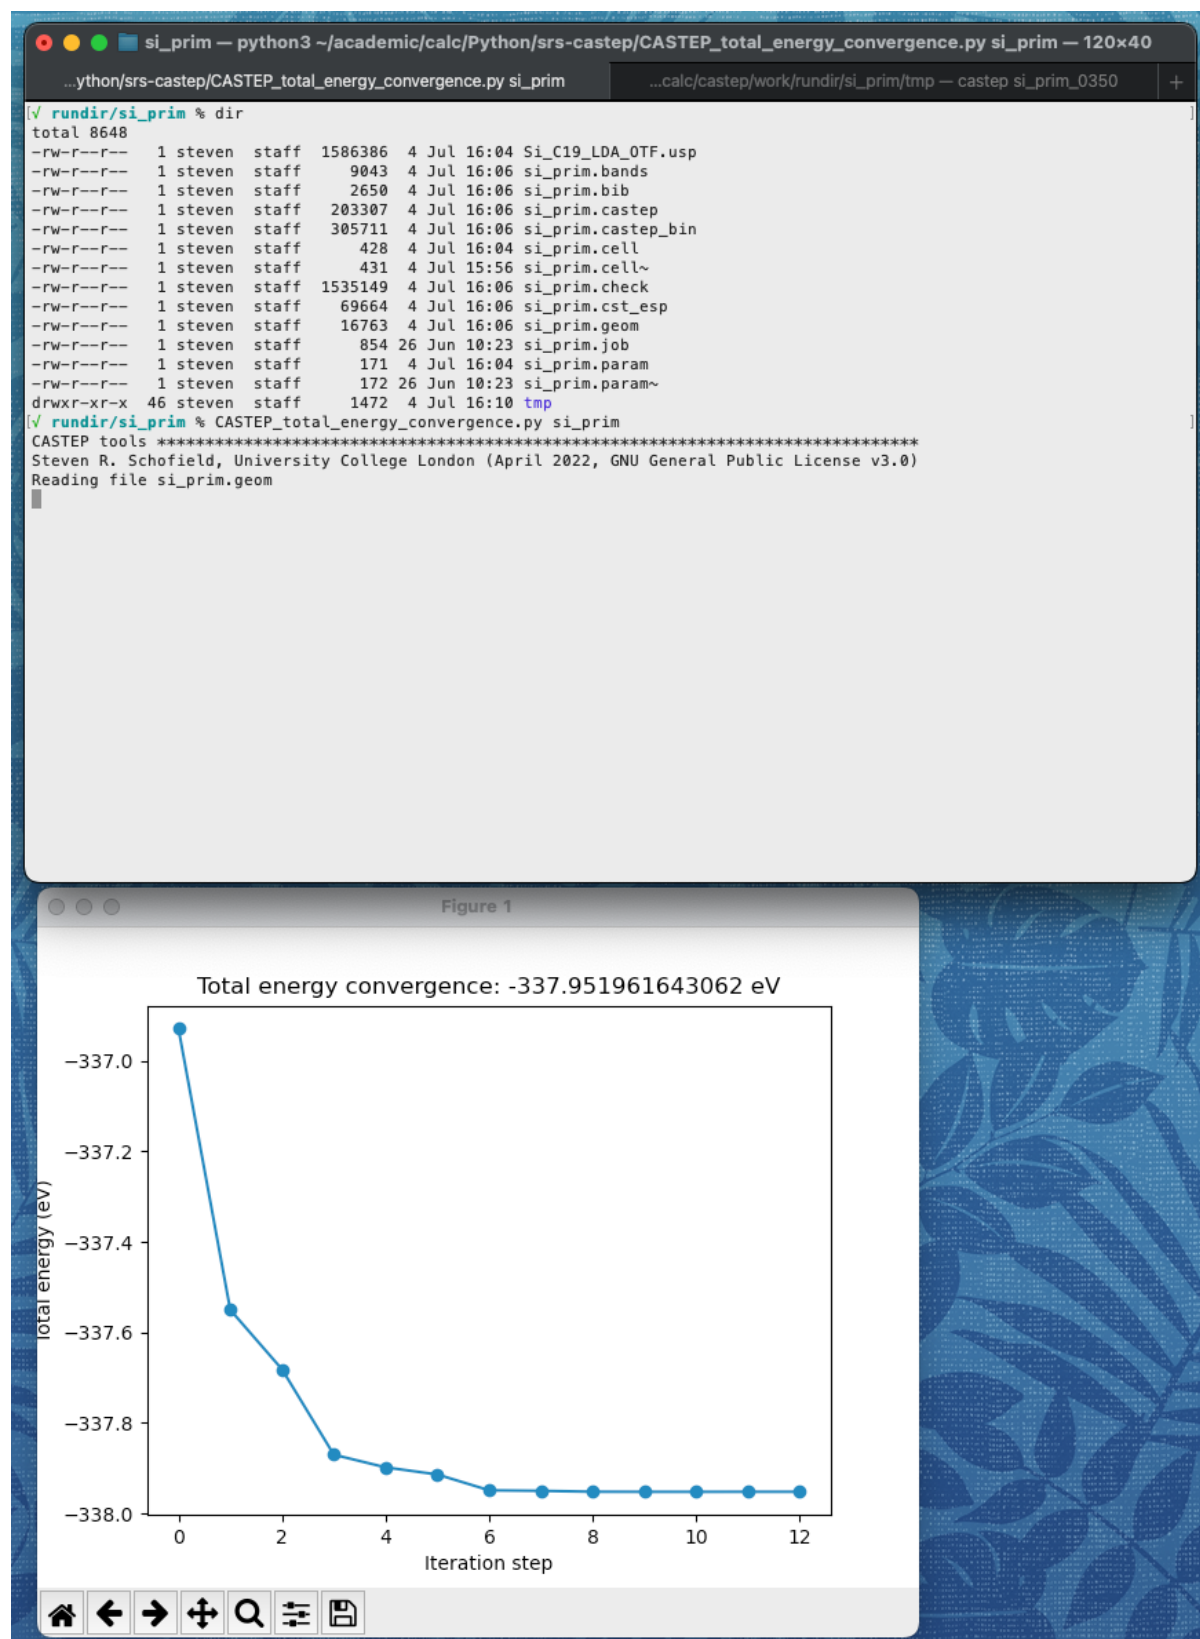 si_prim — python3 ~/academic/calc/Python/srs-castep/CASTEP_total_energy_convergence.py si_prim — 120×40
...ython/srs-castep/CASTEP_total_energy_convergence.py si_prim
...calc/castep/work/rundir/si_prim/tmp — castep si_prim_0350 +
[√ rundir/si_prim % dir ]
total 8648
-rw-r--r-- 1 steven staff 1586386 4 Jul 16:04 Si_C19_LDA_OTF.usp
-rw-r--r-- 1 steven staff 9043 4 Jul 16:06 si_prim.bands
-rw-r--r-- 1 steven staff 2650 4 Jul 16:06 si_prim.bib
-rw-r--r-- 1 steven staff 203307 4 Jul 16:06 si_prim.castep
-rw-r--r-- 1 steven staff 305711 4 Jul 16:06 si_prim.castep_bin
-rw-r--r-- 1 steven staff 428 4 Jul 16:04 si_prim.cell
-rw-r--r-- 1 steven staff 431 4 Jul 15:56 si_prim.cell~
-rw-r--r-- 1 steven staff 1535149 4 Jul 16:06 si_prim.check
-rw-r--r-- 1 steven staff 69664 4 Jul 16:06 si_prim.cst_esp
-rw-r--r-- 1 steven staff 16763 4 Jul 16:06 si_prim.geom
-rw-r--r-- 1 steven staff 854 26 Jun 10:23 si_prim.job
-rw-r--r-- 1 steven staff 171 4 Jul 16:04 si_prim.param
-rw-r--r-- 1 steven staff 172 26 Jun 10:23 si_prim.param~
drwxr-xr-x 46 steven staff 1472 4 Jul 16:10 tmp
[√ rundir/si_prim % CASTEP_total_energy_convergence.py si_prim ]
CASTEP tools *******************************************************************************
Steven R. Schofield, University College London (April 2022, GNU General Public License v3.0)
Reading file si_prim.geom
Figure 1
Total energy convergence: -337.951961643062 eV
−337.0
−337.2
−337.4
−337.6
−337.8
−338.0
Total energy (eV)
0 2 4 6 8 10 12
Iteration step